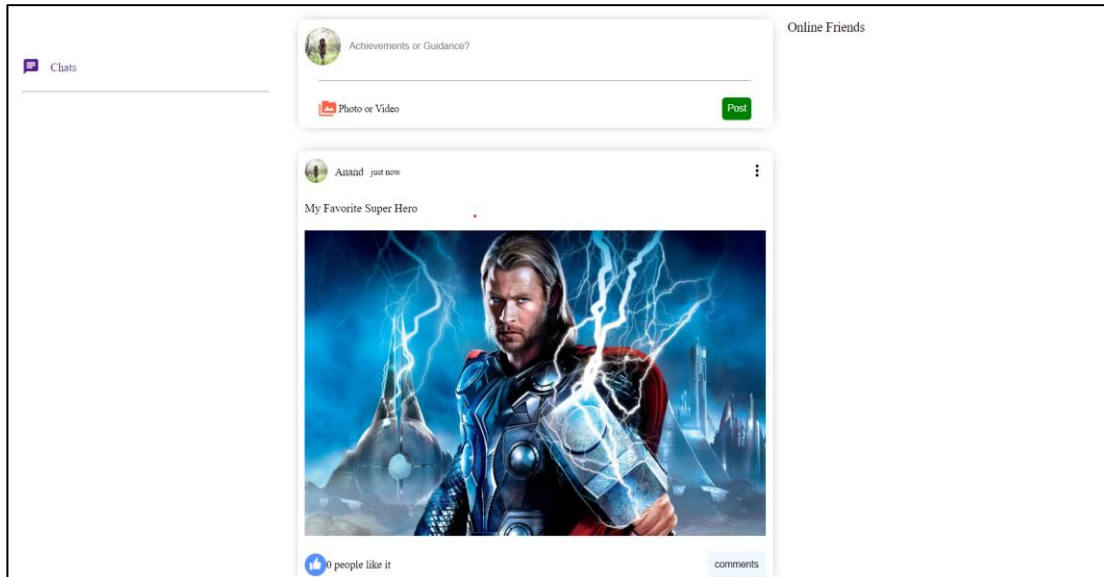 Chats
Achievements or Guidance?
Photo or Video
Post
Anand just now
My Favorite Super Hero
0 people like it
comments
Online Friends